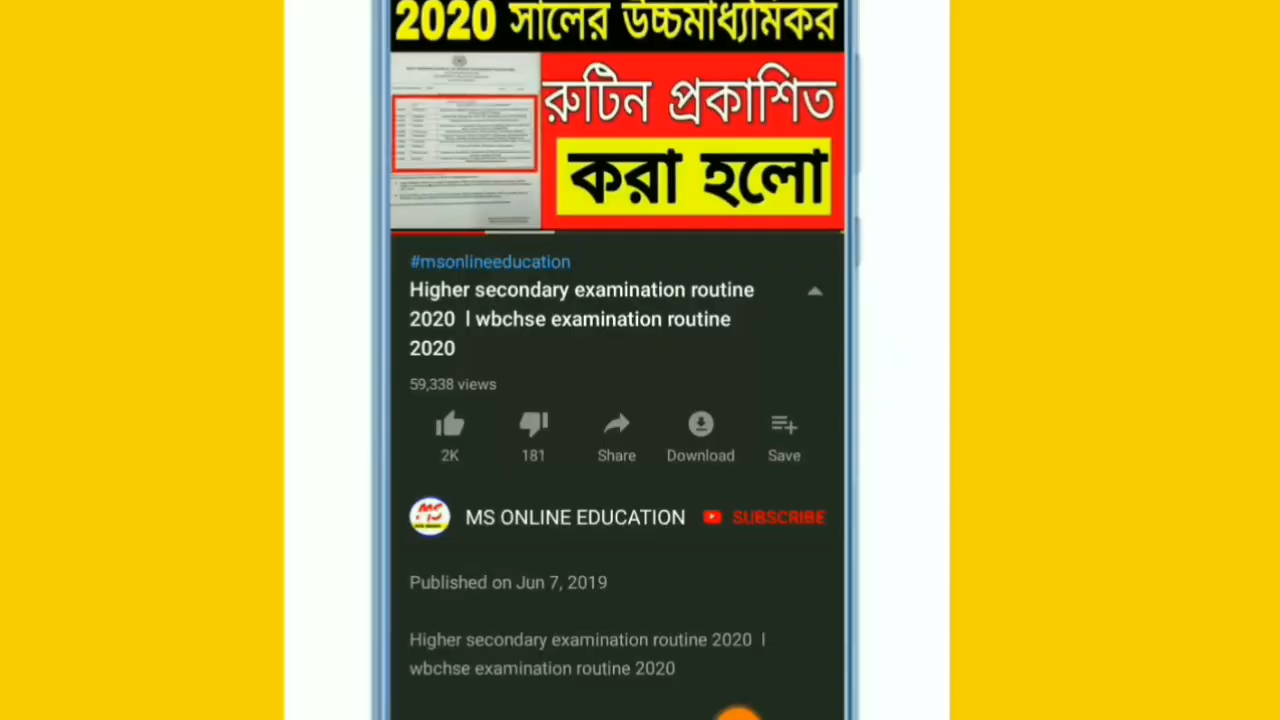 2020 সালের উচ্চমাধ্যমিকর
রুটিন প্রকাশিত
করা হলো
#msonlineeducation
Higher secondary examination routine
2020 l wbchse examination routine
2020
59,338 views
2K
181
Share
Download
Save
MS ONLINE EDUCATION
SUBSCRIBE
Published on Jun 7, 2019
Higher secondary examination routine 2020 l
wbchse examination routine 2020